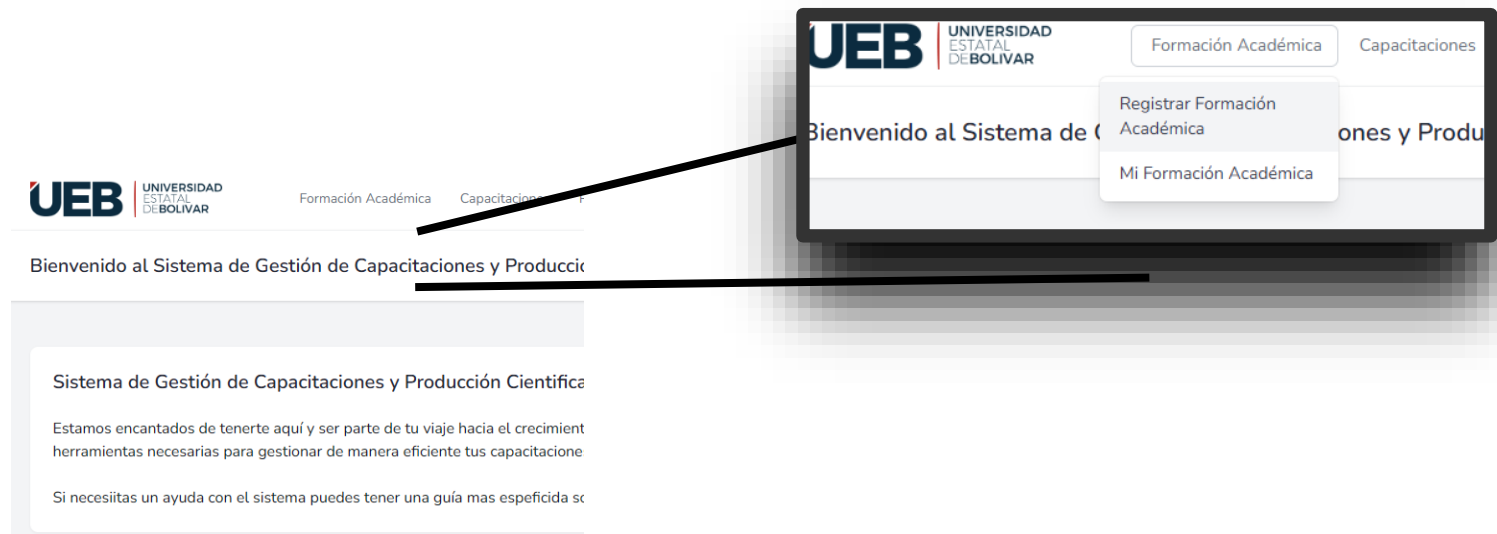 UEB UNIVERSIDAD
ESTATAL
DEBOLIVAR
Formación Académica
Capacitaciones
Bienvenido al Sistema de Gestión de Capacitaciones y Producció
Sistema de Gestión de Capacitaciones y Producción Cientifica
Estamos encantados de tenerte aquí y ser parte de tu viaje hacia el crecimient
herramientas necesarias para gestionar de manera eficiente tus capacitacione
Si necesiitas un ayuda con el sistema puedes tener una guía mas espeficida so
UEB UNIVERSIDAD
ESTATAL
DEBOLIVAR
Formación Académica
Capacitaciones
Registrar Formación
Académica
Mi Formación Académica
Bienvenido al Sistema de
ones y Produ